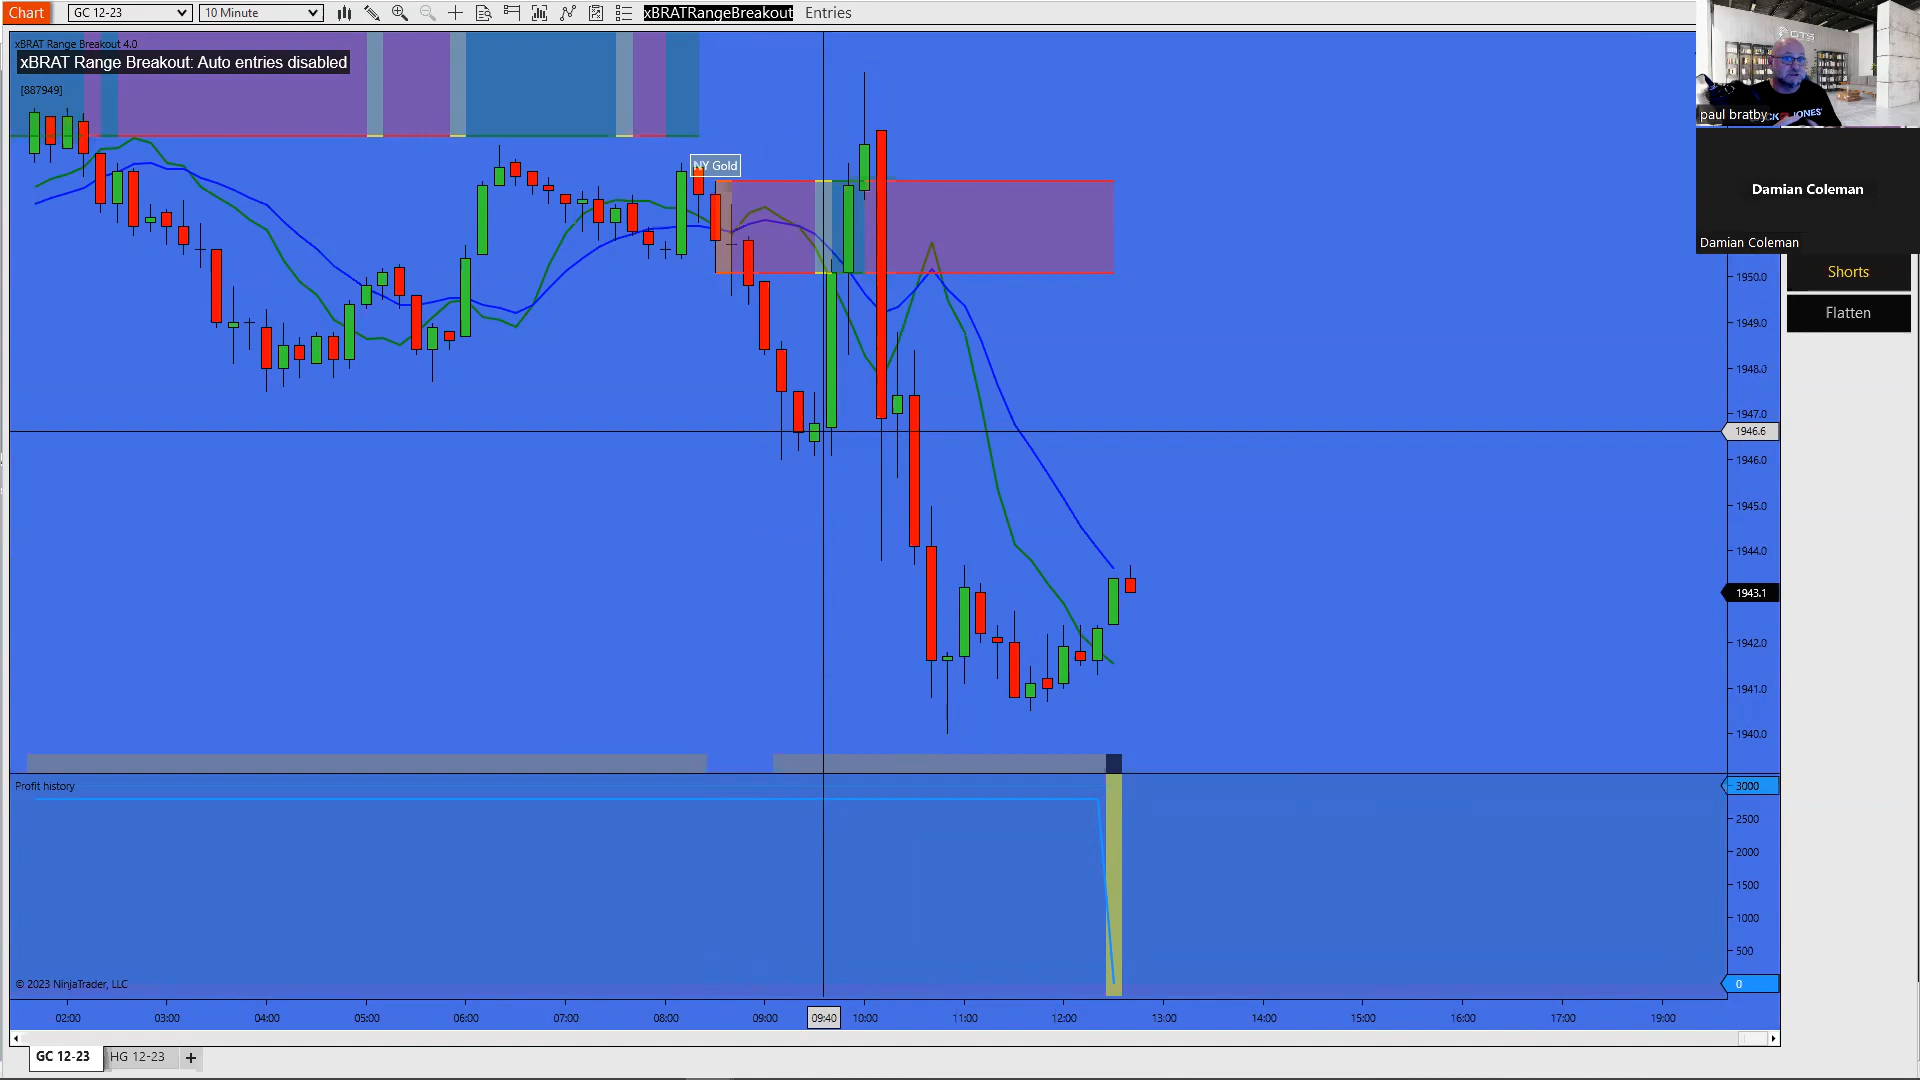 Chart
GC 12-23
10 Minute
xBRATRangeBreakout
Entries
xBRAT Range Breakout 4.0
xBRAT Range Breakout: Auto entries disabled
[887949]
NY Gold
GTS
JONES'
paul bratby
Damian Coleman
Damian Coleman
Shorts
Flatten
1950.0
1949.0
1948.0
1947.0
1946.6
1946.0
1945.0
1944.0
1943.1
1942.0
1941.0
1940.0
Profit history
3000
2500
2000
1500
1000
500
0
© 2023 NinjaTrader, LLC
02:00 03:00 04:00 05:00 06:00 07:00 08:00 09:00 09:40 10:00 11:00 12:00 13:00 14:00 15:00 16:00 17:00 19:00
GC 12-23
HG 12-23
+